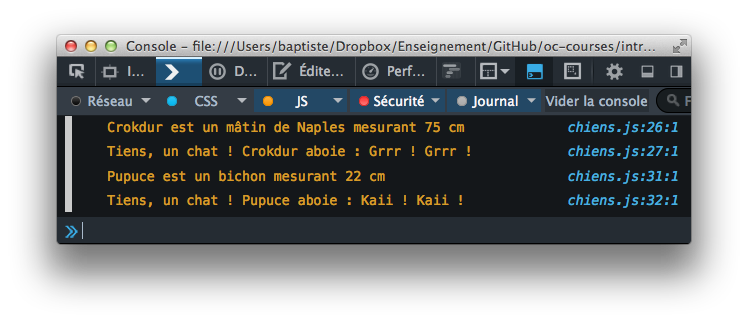 Console – file:///Users/baptiste/Dropbox/Enseignement/GitHub/oc-courses/intr…
I… D… Édite… Perf…
Réseau CSS JS Sécurité Journal Vider la console F
Crokdur est un mâtin de Naples mesurant 75 cm chiens.js:26:1
Tiens, un chat ! Crokdur aboie : Grrr ! Grrr ! chiens.js:27:1
Pupuce est un bichon mesurant 22 cm chiens.js:31:1
Tiens, un chat ! Pupuce aboie : Kaii ! Kaii ! chiens.js:32:1